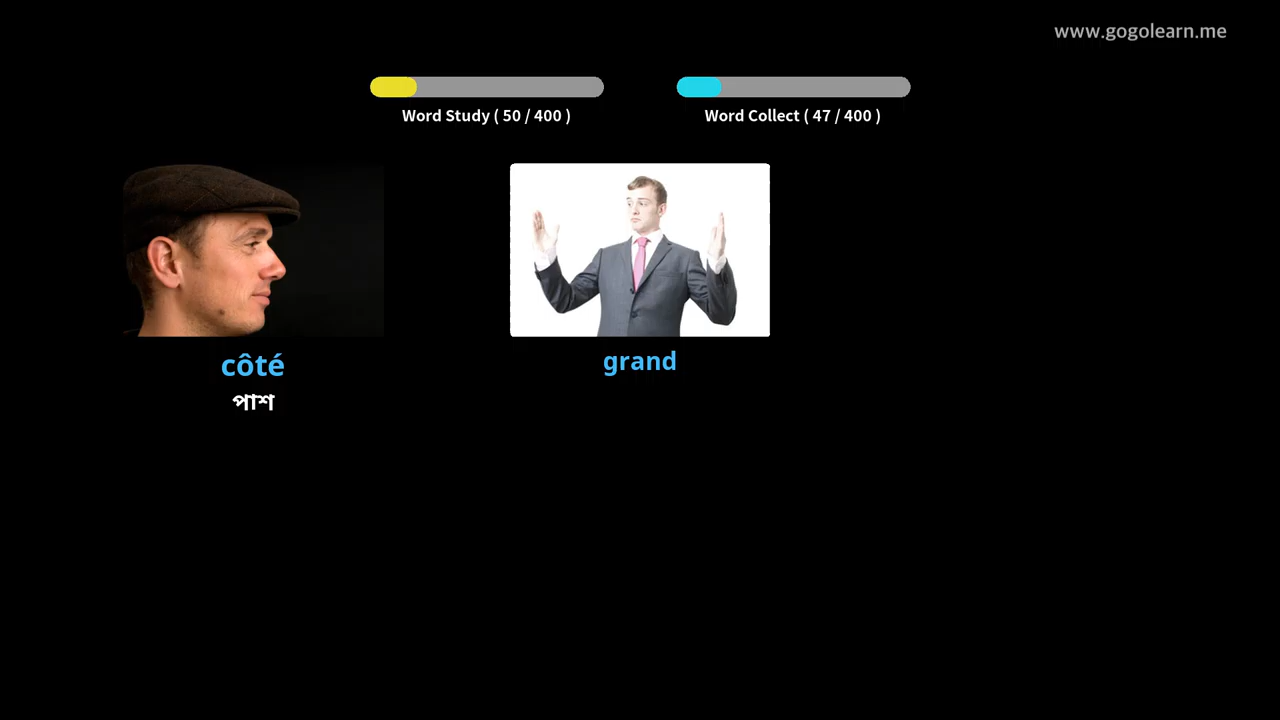 www.gogolearn.me
Word Study ( 50 / 400 )
Word Collect ( 47 / 400 )
côté
পাশ
grand